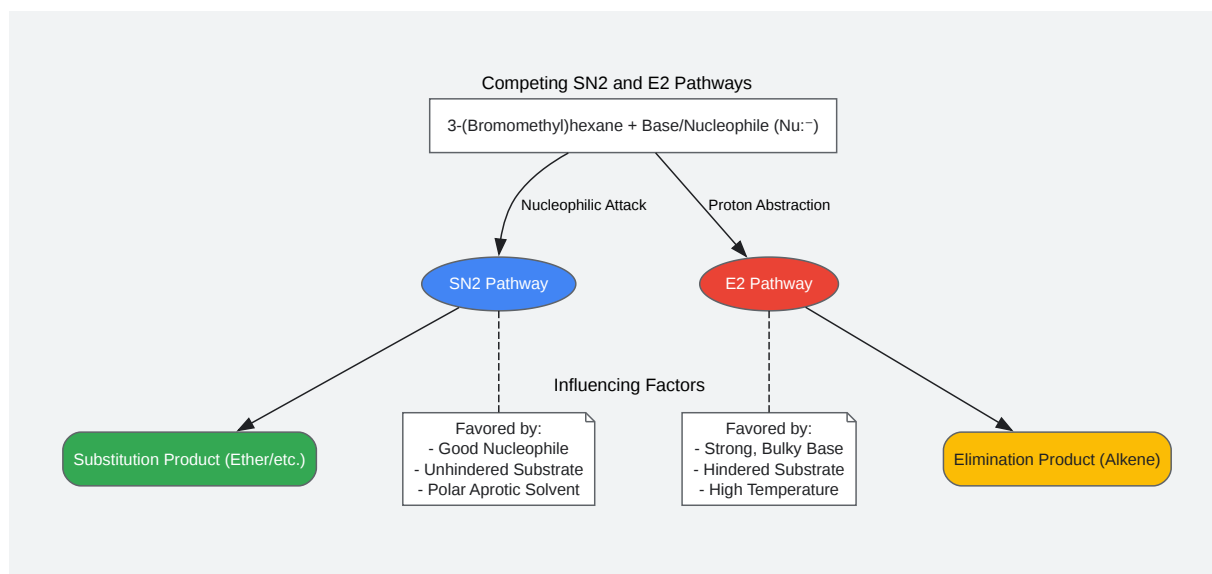 Competing SN2 and E2 Pathways
3-(Bromomethyl)hexane + Base/Nucleophile (Nu:⁻)
Nucleophilic Attack
Proton Abstraction
SN2 Pathway
E2 Pathway
Influencing Factors
Substitution Product (Ether/etc.)
Favored by:
- Good Nucleophile
- Unhindered Substrate
- Polar Aprotic Solvent
Favored by:
- Strong, Bulky Base
- Hindered Substrate
- High Temperature
Elimination Product (Alkene)